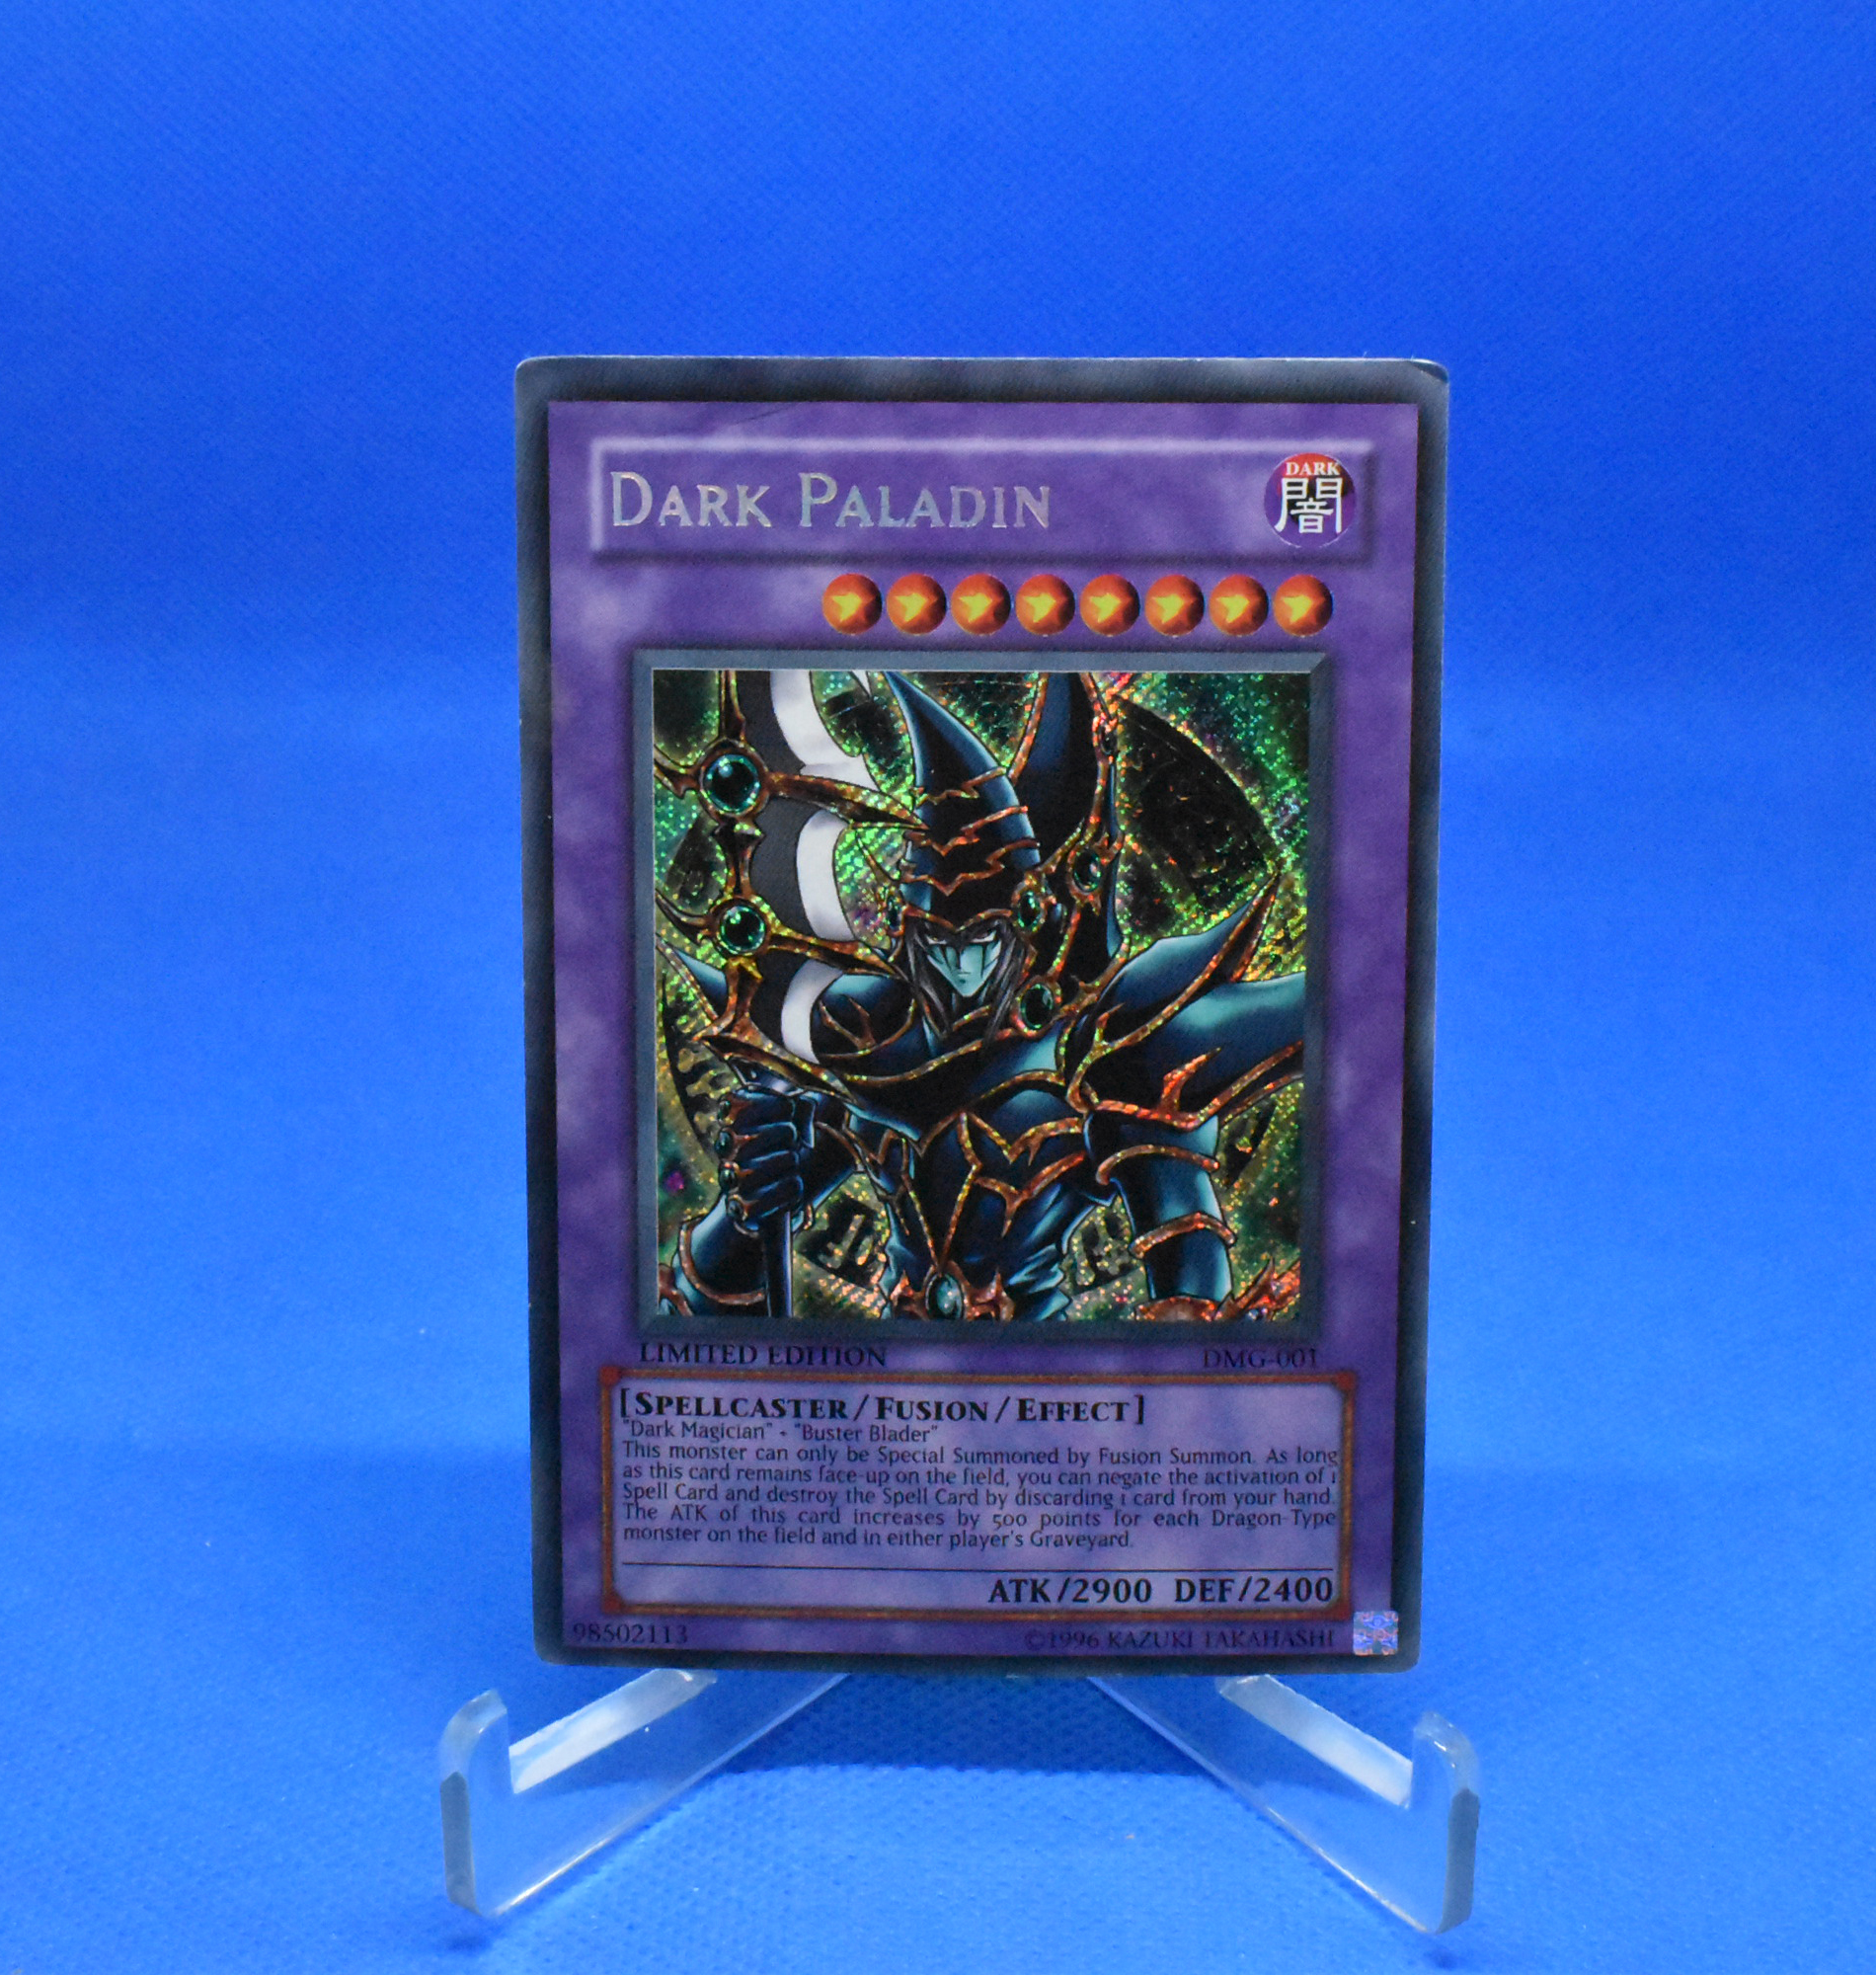 DARK PALADIN
DARK
闇
LIMITED EDITION DMG-001
[SPELLCASTER/FUSION/EFFECT]
"Dark Magician" - "Buster Blader"
This monster can only be Special Summoned by Fusion Summon. As long
as this card remains face-up on the field, you can negate the activation of 1
Spell Card and destroy the Spell Card by discarding 1 card from your hand.
The ATK of this card increases by 500 points for each Dragon-Type
monster on the field and in either player's Graveyard.
ATK/2900 DEF/2400
98502113 ©1996 KAZUKI TAKAHASHI